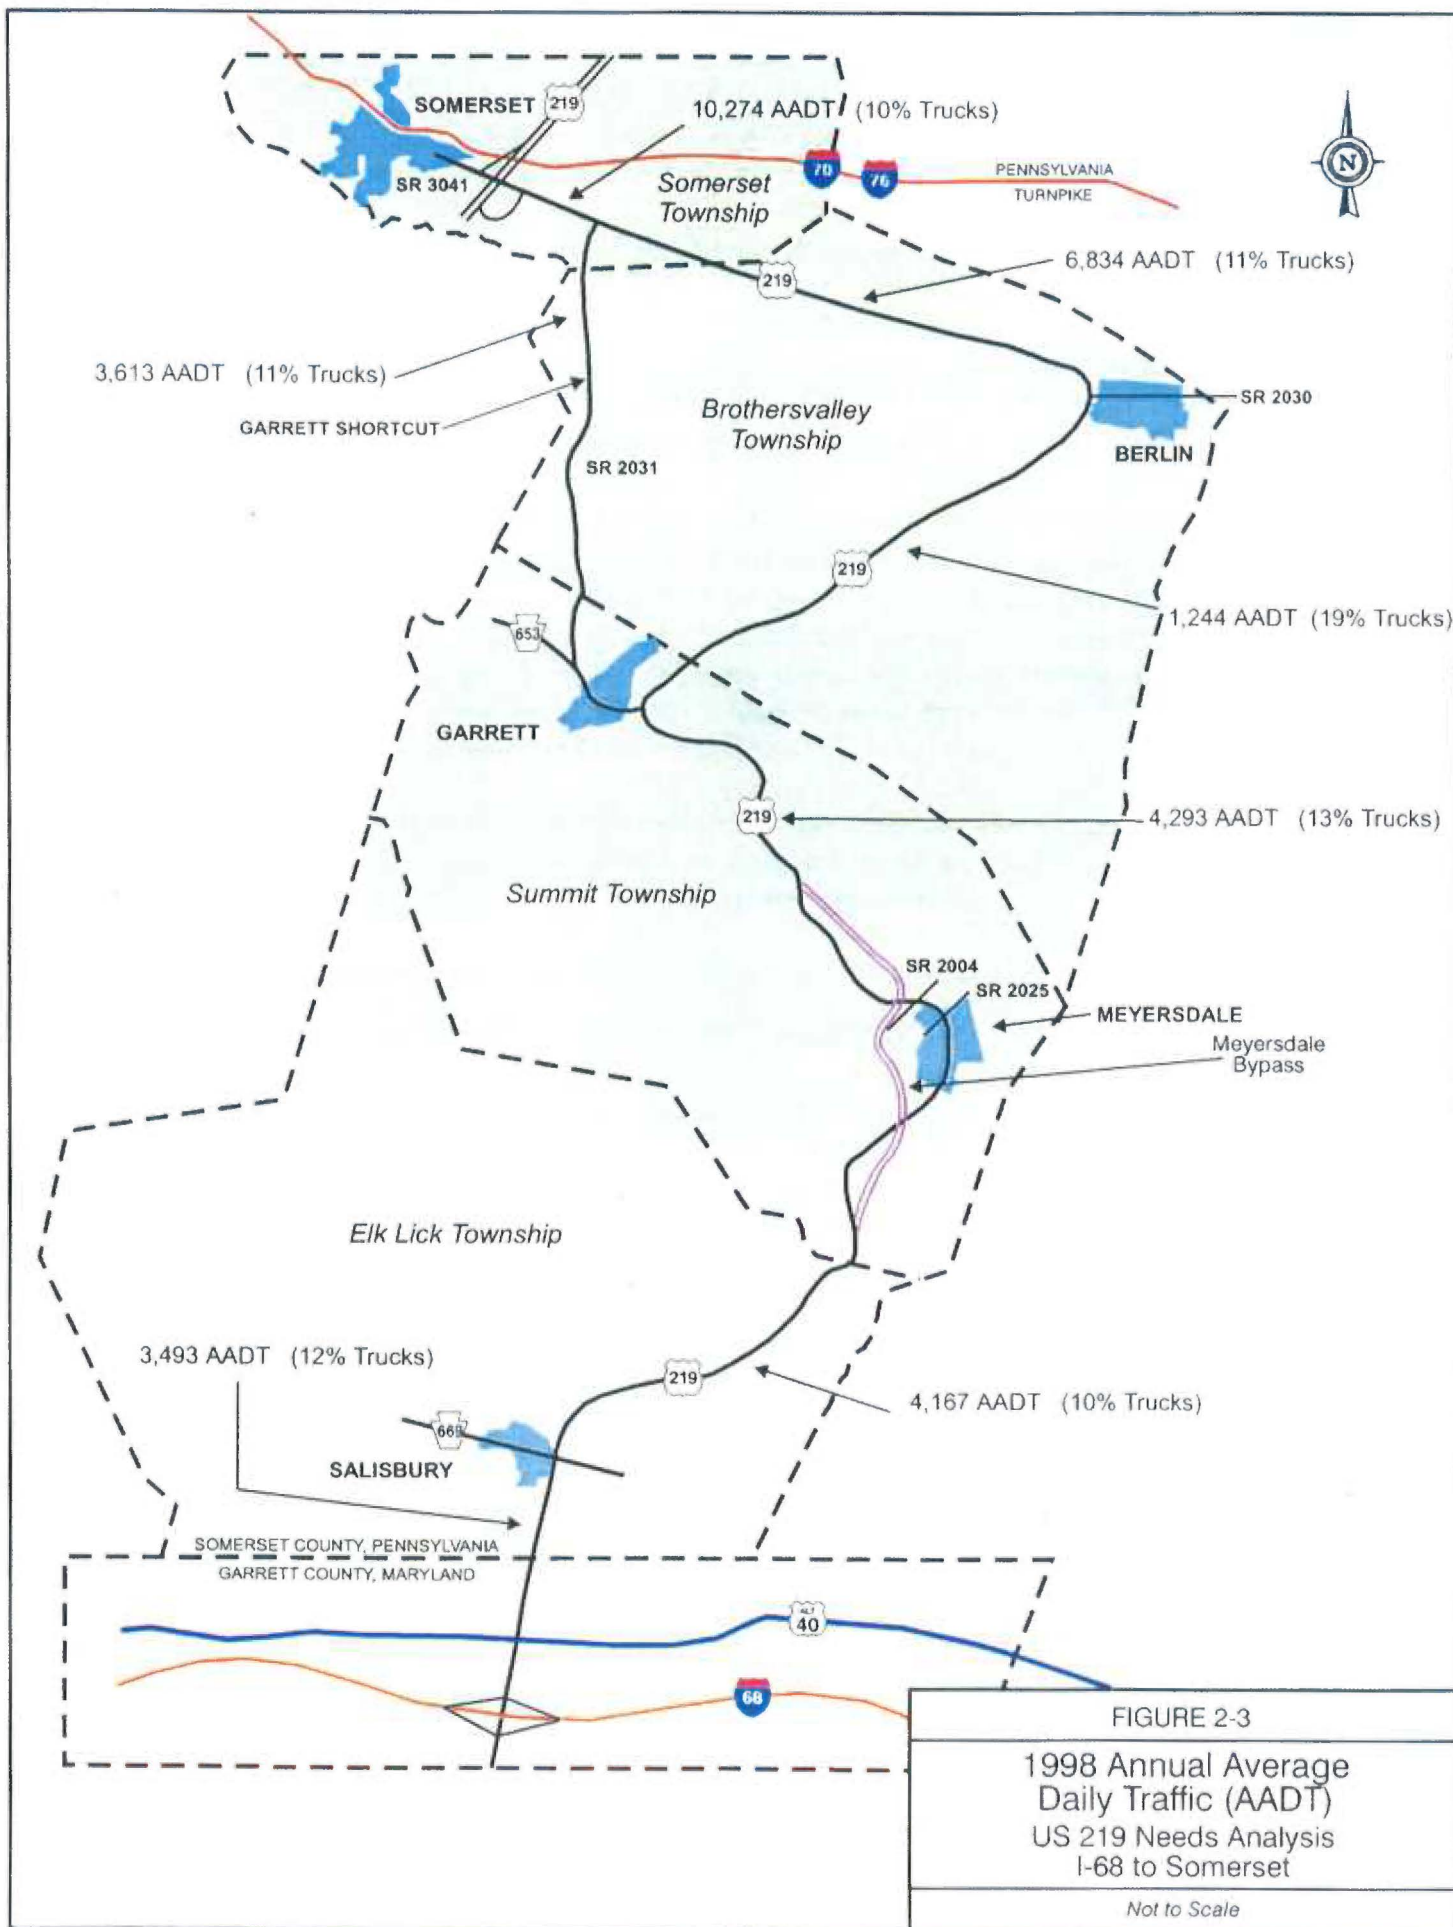 SOMERSET
219
10,274 AADT (10% Trucks)
SR 3041
Somerset
Township
70
76
PENNSYLVANIA
TURNPIKE
N
6,834 AADT (11% Trucks)
219
3,613 AADT (11% Trucks)
GARRETT SHORTCUT
Brothersvalley
Township
SR 2030
BERLIN
SR 2031
219
1,244 AADT (19% Trucks)
653
GARRETT
219
4,293 AADT (13% Trucks)
Summit Township
SR 2004
SR 2025
MEYERSDALE
Meyersdale
Bypass
Elk Lick Township
3,493 AADT (12% Trucks)
219
4,167 AADT (10% Trucks)
669
SALISBURY
SOMERSET COUNTY, PENNSYLVANIA
GARRETT COUNTY, MARYLAND
ALT
40
68
FIGURE 2-3
1998 Annual Average
Daily Traffic (AADT)
US 219 Needs Analysis
I-68 to Somerset
Not to Scale